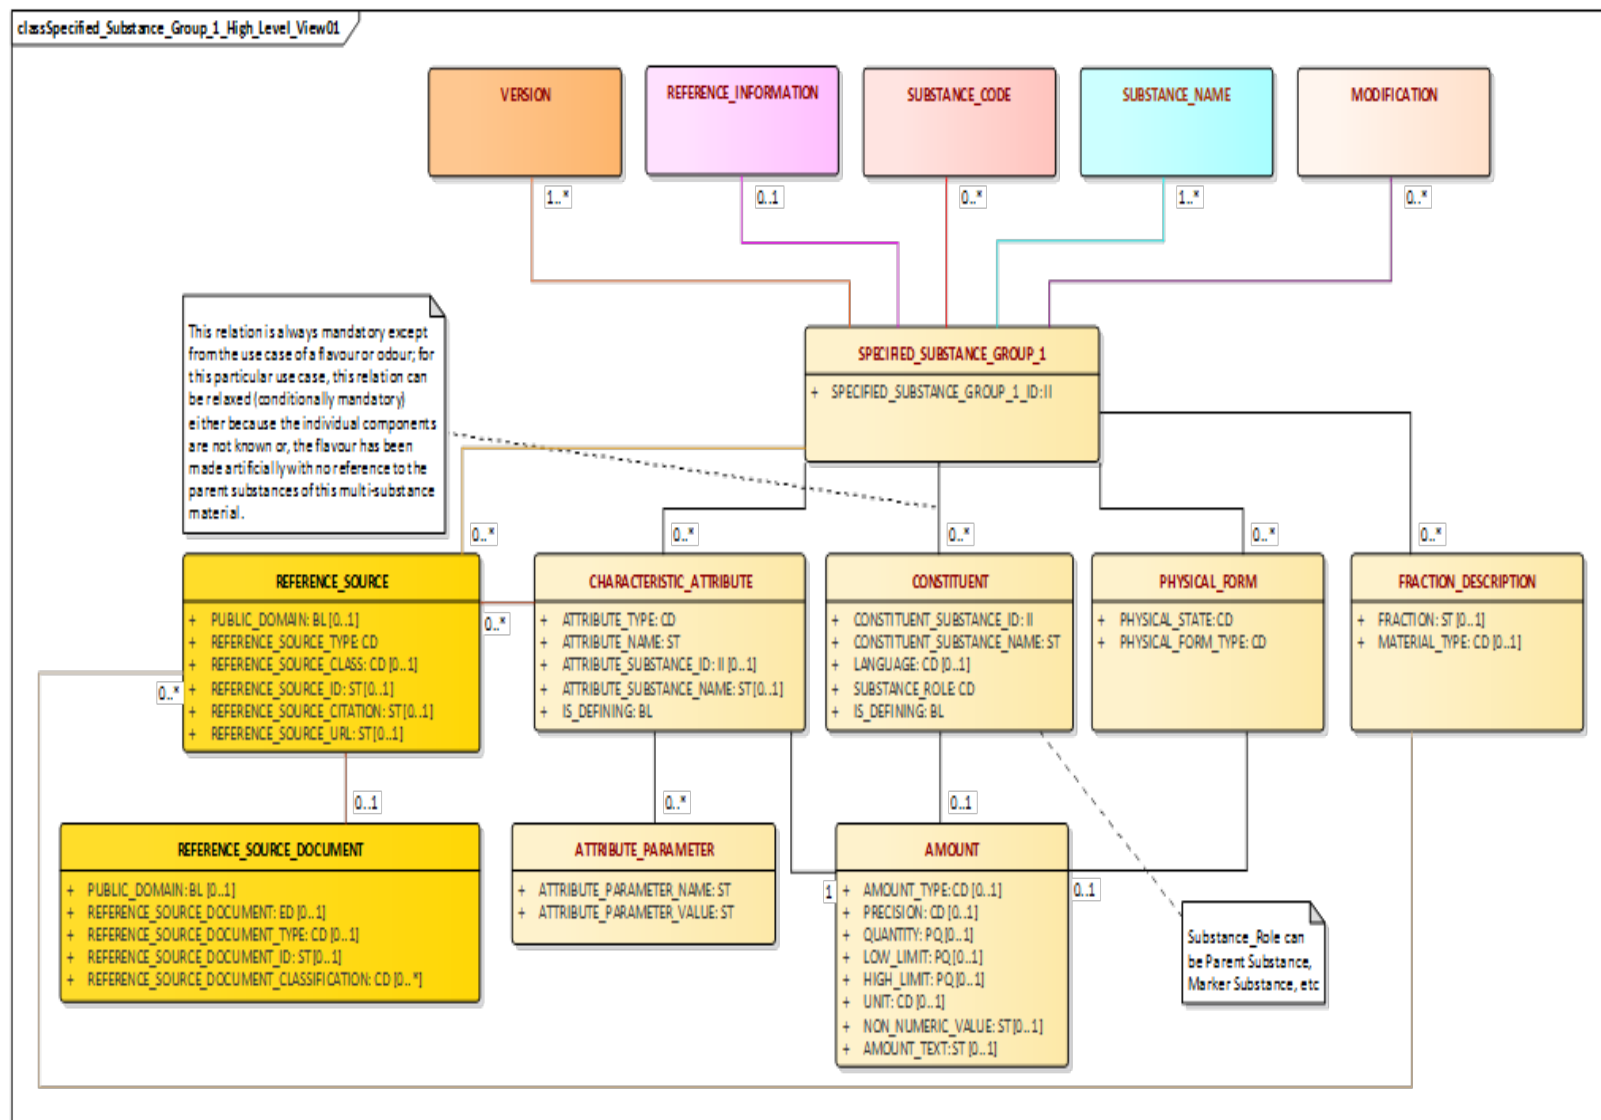 classSpecified_Substance_Group_1_High_Level_View01
VERSION
REFERENCE_INFORMATION
SUBSTANCE_CODE
SUBSTANCE_NAME
MODIFICATION
1..*
0..1
0..*
1..*
0..*
This relation is always mandatory except
from the use case of a flavour or odour; for
this particular use case, this relation can
be relaxed (conditionally mandatory)
either because the individual components
are not known or, the flavour has been
made artificially with no reference to the
parent substances of this multi-substance
material.
SPECIFIED_SUBSTANCE_GROUP_1
+ SPECIFIED_SUBSTANCE_GROUP_1_ID: II
0..*
0..*
0..*
0..*
0..*
REFERENCE_SOURCE
+ PUBLIC_DOMAIN: BL [0..1]
+ REFERENCE_SOURCE_TYPE: CD
+ REFERENCE_SOURCE_CLASS: CD [0..1]
+ REFERENCE_SOURCE_ID: ST [0..1]
+ REFERENCE_SOURCE_CITATION: ST [0..1]
+ REFERENCE_SOURCE_URL: ST [0..1]
0..*
0..*
CHARACTERISTIC_ATTRIBUTE
+ ATTRIBUTE_TYPE: CD
+ ATTRIBUTE_NAME: ST
+ ATTRIBUTE_SUBSTANCE_ID: II [0..1]
+ ATTRIBUTE_SUBSTANCE_NAME: ST [0..1]
+ IS_DEFINING: BL
CONSTITUENT
+ CONSTITUENT_SUBSTANCE_ID: II
+ CONSTITUENT_SUBSTANCE_NAME: ST
+ LANGUAGE: CD [0..1]
+ SUBSTANCE_ROLE: CD
+ IS_DEFINING: BL
PHYSICAL_FORM
+ PHYSICAL_STATE: CD
+ PHYSICAL_FORM_TYPE: CD
FRACTION_DESCRIPTION
+ FRACTION: ST [0..1]
+ MATERIAL_TYPE: CD [0..1]
0..1
0..*
0..1
REFERENCE_SOURCE_DOCUMENT
+ PUBLIC_DOMAIN: BL [0..1]
+ REFERENCE_SOURCE_DOCUMENT: ED [0..1]
+ REFERENCE_SOURCE_DOCUMENT_TYPE: CD [0..1]
+ REFERENCE_SOURCE_DOCUMENT_ID: ST [0..1]
+ REFERENCE_SOURCE_DOCUMENT_CLASSIFICATION: CD [0..*]
ATTRIBUTE_PARAMETER
+ ATTRIBUTE_PARAMETER_NAME: ST
+ ATTRIBUTE_PARAMETER_VALUE: ST
1
AMOUNT
+ AMOUNT_TYPE: CD [0..1]
+ PRECISION: CD [0..1]
+ QUANTITY: PQ [0..1]
+ LOW_LIMIT: PQ [0..1]
+ HIGH_LIMIT: PQ [0..1]
+ UNIT: CD [0..1]
+ NON_NUMERIC_VALUE: ST [0..1]
+ AMOUNT_TEXT: ST [0..1]
0..1
Substance_Role can
be Parent Substance,
Marker Substance, etc